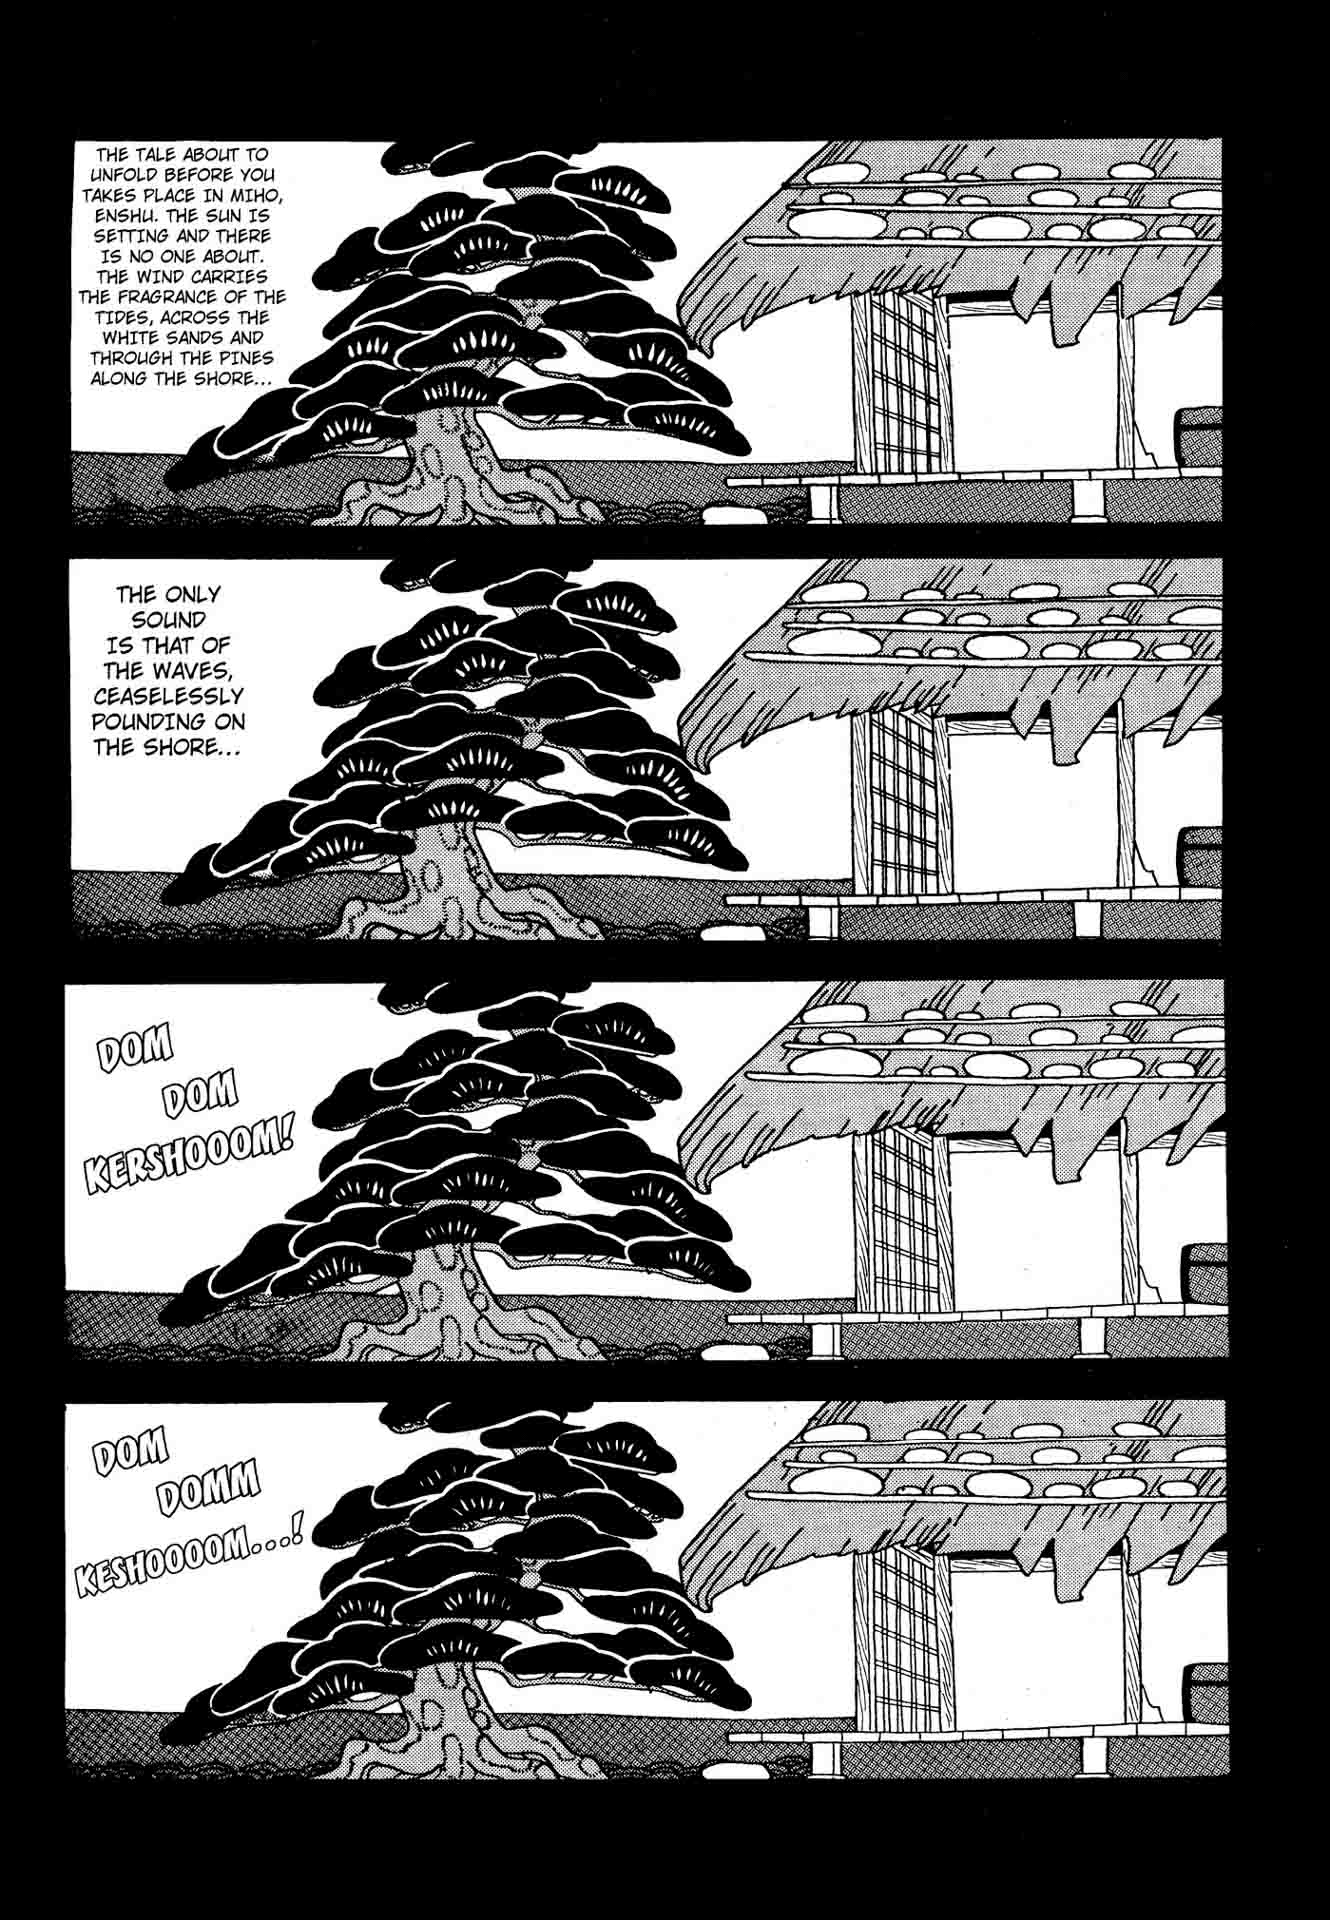 THE TALE ABOUT TO
UNFOLD BEFORE YOU
TAKES PLACE IN MIHO,
ENSHU. THE SUN IS
SETTING AND THERE
IS NO ONE ABOUT.
THE WIND CARRIES
THE FRAGRANCE OF THE
TIDES, ACROSS THE
WHITE SANDS AND
THROUGH THE PINES
ALONG THE SHORE...
THE ONLY
SOUND
IS THAT OF
THE WAVES,
CEASELESSLY
POUNDING ON
THE SHORE...
DOM
DOM
KERSHOOOM!
DOM
DOMM
KESHOOOOM...!